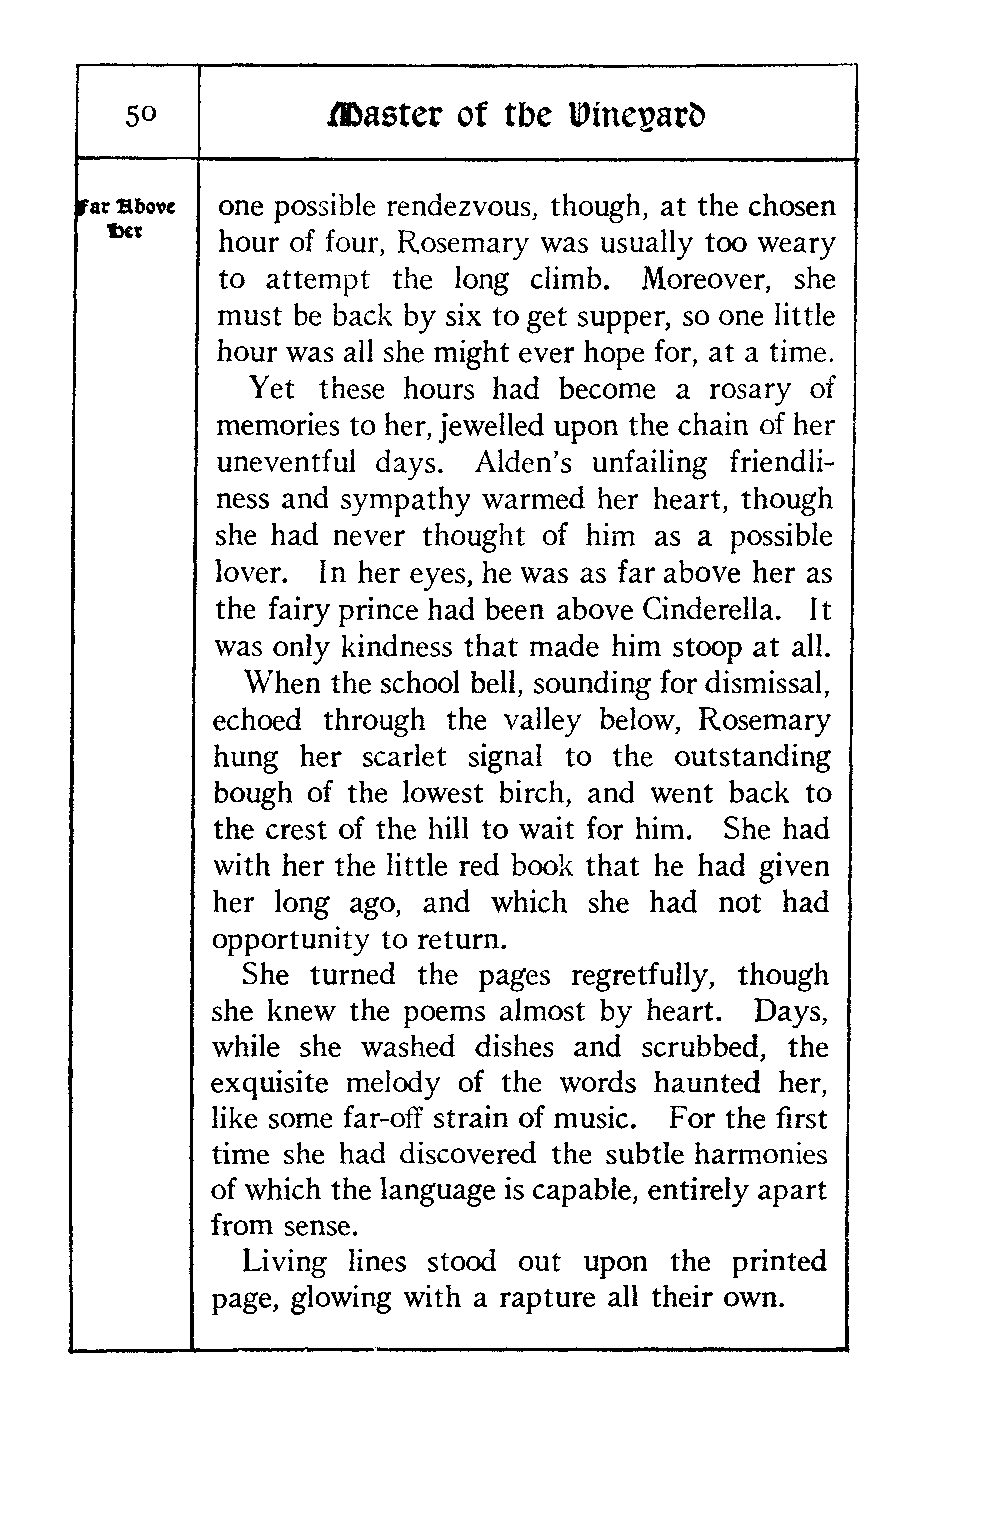 50
Master of the Vineyard
Far Above
Her
one possible rendezvous, though, at the chosen
hour of four, Rosemary was usually too weary
to attempt the long climb. Moreover, she
must be back by six to get supper, so one little
hour was all she might ever hope for, at a time.
Yet these hours had become a rosary of
memories to her, jewelled upon the chain of her
uneventful days. Alden's unfailing friendli-
ness and sympathy warmed her heart, though
she had never thought of him as a possible
lover. In her eyes, he was as far above her as
the fairy prince had been above Cinderella. It
was only kindness that made him stoop at all.
When the school bell, sounding for dismissal,
echoed through the valley below, Rosemary
hung her scarlet signal to the outstanding
bough of the lowest birch, and went back to
the crest of the hill to wait for him. She had
with her the little red book that he had given
her long ago, and which she had not had
opportunity to return.
She turned the pages regretfully, though
she knew the poems almost by heart. Days,
while she washed dishes and scrubbed, the
exquisite melody of the words haunted her,
like some far-off strain of music. For the first
time she had discovered the subtle harmonies
of which the language is capable, entirely apart
from sense.
Living lines stood out upon the printed
page, glowing with a rapture all their own.